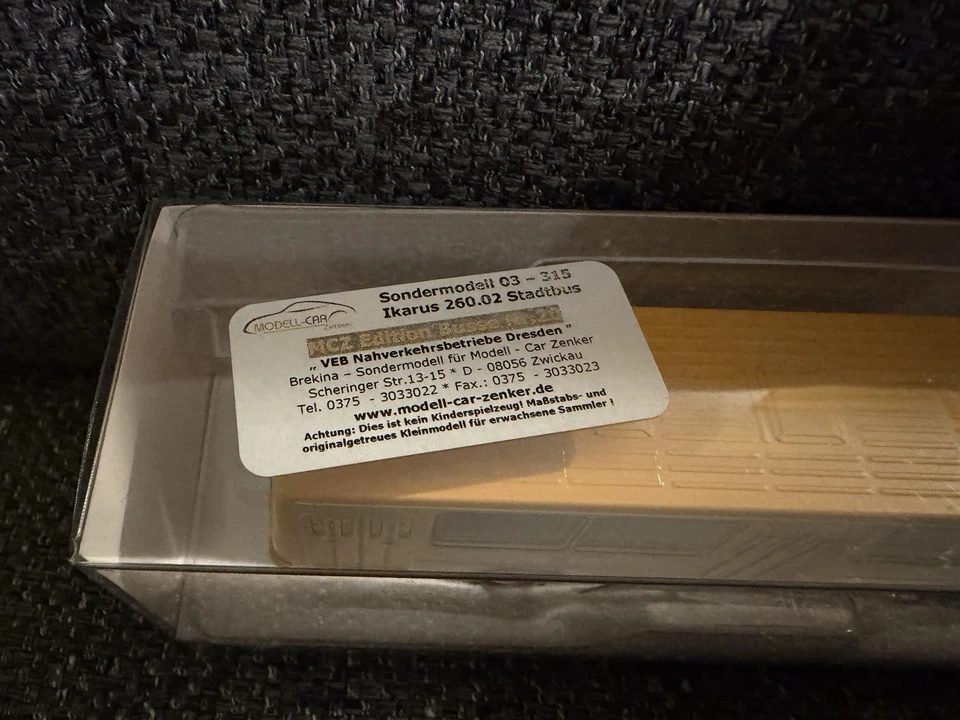 MODELL-CAR
Zenker
Sondermodell 03 - 315
Ikarus 260.02 Stadtbus
MCZ Edition Busse Nr.20
„ VEB Nahverkehrsbetriebe Dresden "
Brekina – Sondermodell für Modell - Car Zenker
Scheringer Str.13-15 * D - 08056 Zwickau
Tel. 0375 - 3033022 * Fax.: 0375 - 3033023
www.modell-car-zenker.de
Achtung: Dies ist kein Kinderspielzeug! Maßstabs- und
originalgetreues Kleinmodell für erwachsene Sammler !